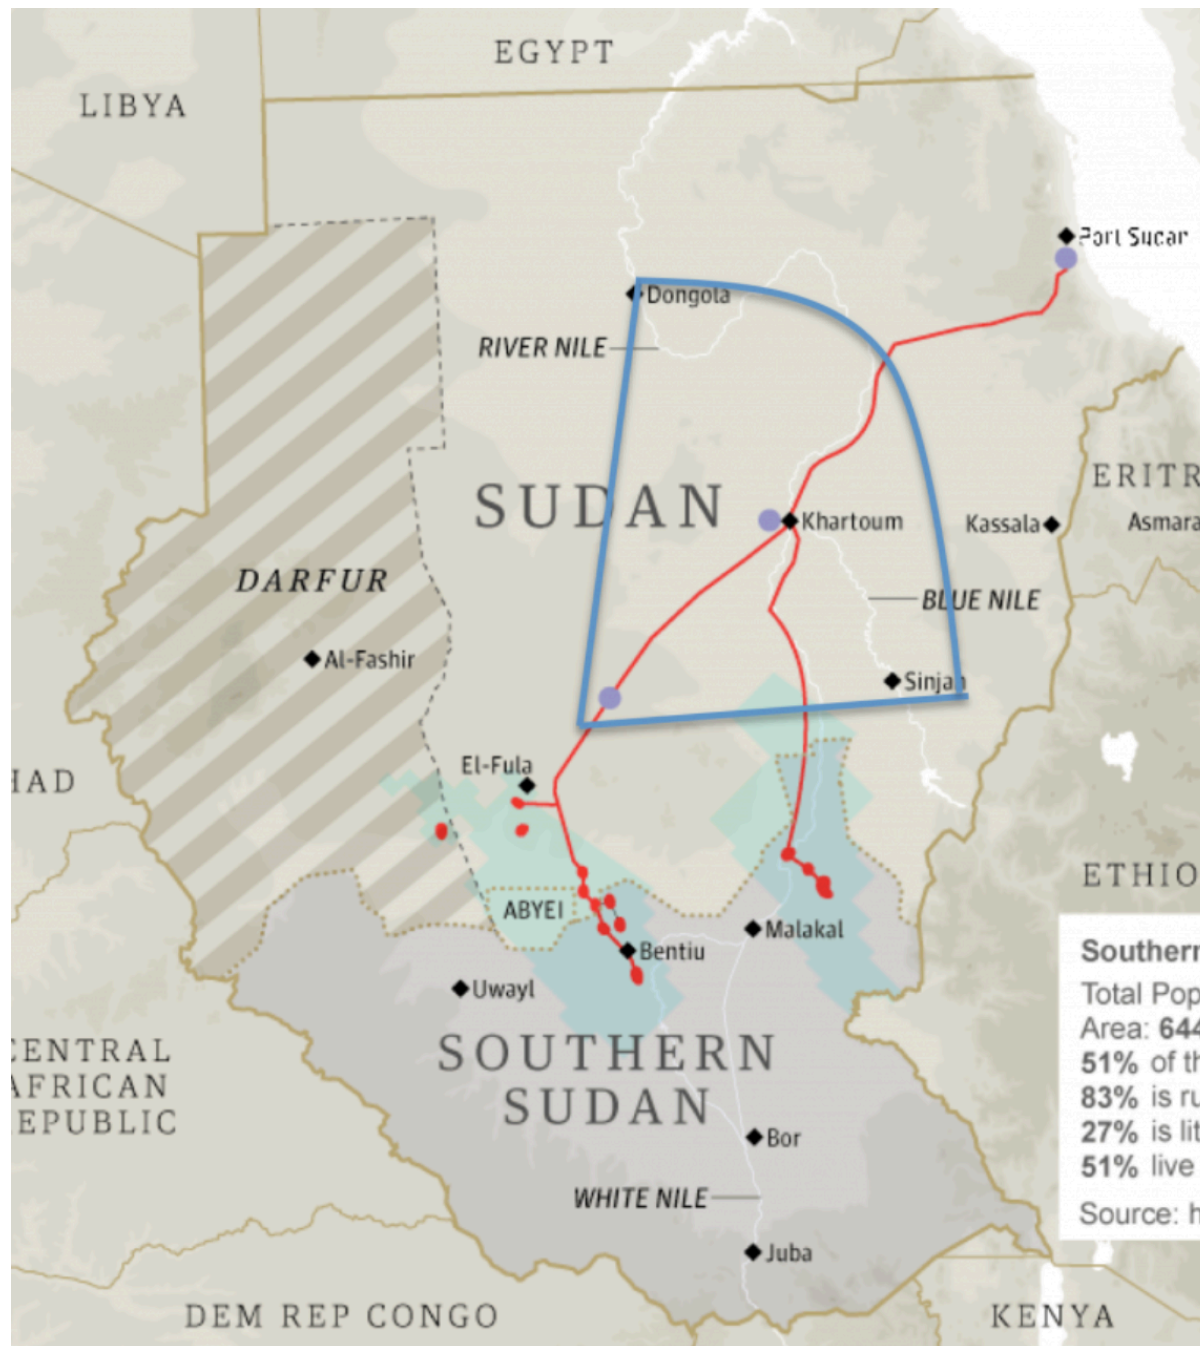 EGYPT
LIBYA
Port Sudan
Dongola
RIVER NILE
SUDAN
ERITR
Khartoum
Kassala
Asmara
DARFUR
BLUE NILE
Al-Fashir
Sinjah
El-Fula
HAD
ETHIO
ABYEI
Malakal
Bentiu
Uwayl
Southern
Total Pop
Area: 644
51% of th
83% is ru
27% is lit
51% live
Source: h
CENTRAL
AFRICAN
REPUBLIC
SOUTHERN
SUDAN
Bor
WHITE NILE
Juba
DEM REP CONGO
KENYA